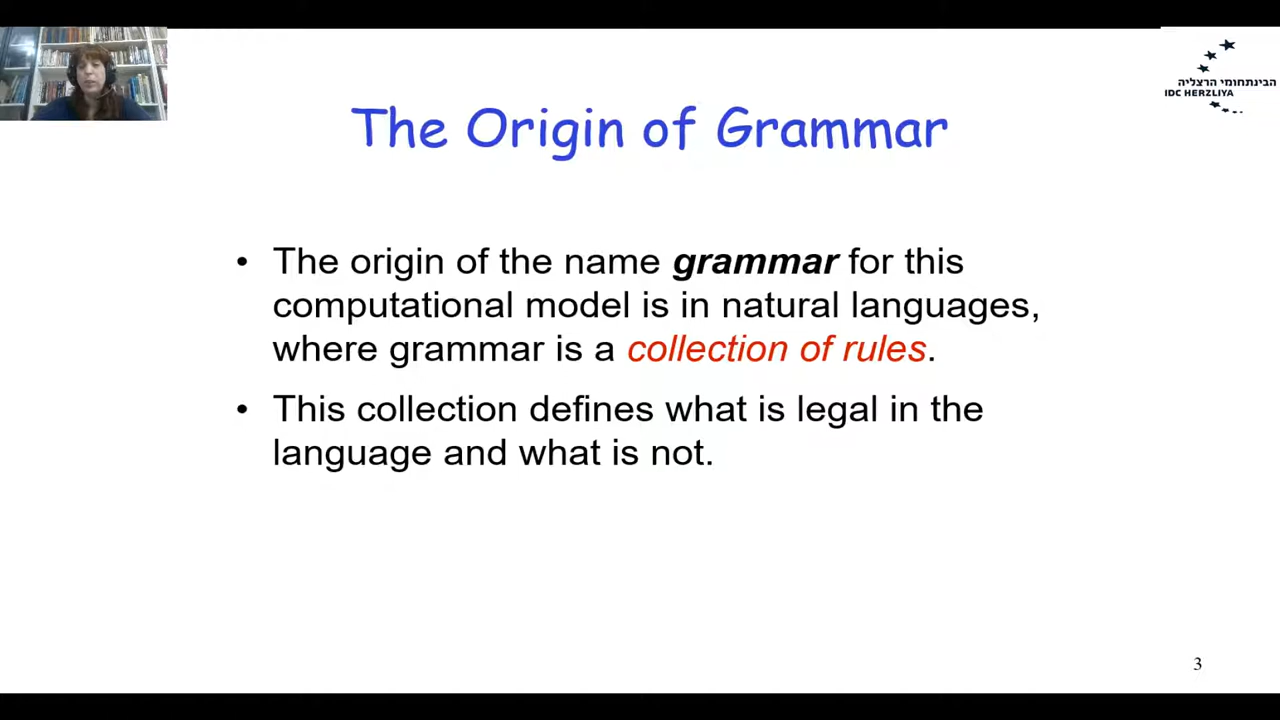 הבינתחומי הרצליה
IDC HERZLIYA
The Origin of Grammar
• The origin of the name grammar for this
computational model is in natural languages,
where grammar is a collection of rules.
• This collection defines what is legal in the
language and what is not.
3